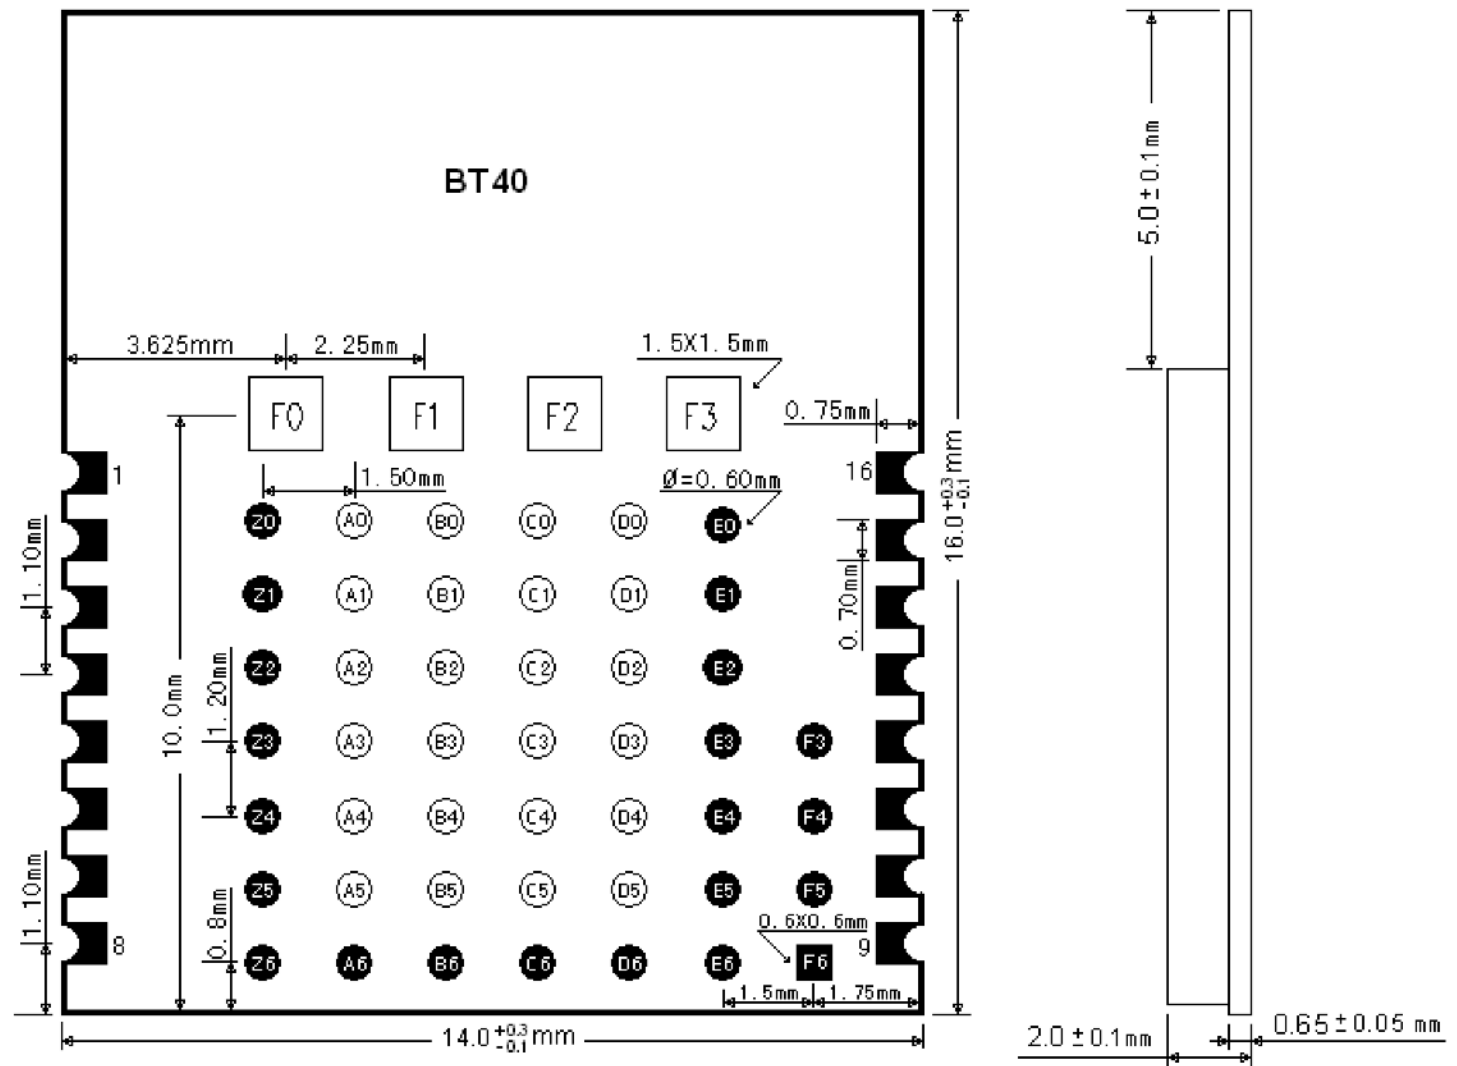 BT40
5.0±0.1mm
3.625mm 2.25mm 1.5X1.5mm
F0 F1 F2 F3
0.75mm
16.0+0.3-0.1mm
1 1.50mm Ø=0.60mm 16
Z0 A0 B0 C0 D0 E0
1.10mm
Z1 A1 B1 C1 D1 E1
0.70mm
Z2 A2 B2 C2 D2 E2
10.0mm 1.20mm
Z3 A3 B3 C3 D3 E3 F3
Z4 A4 B4 C4 D4 E4 F4
Z5 A5 B5 C5 D5 E5 F5
1.10mm 0.8mm
0.6X0.6mm
8 9
Z6 A6 B6 C6 D6 E6 F6
1.5mm 1.75mm
14.0+0.3-0.1mm
2.0±0.1mm 0.65±0.05 mm